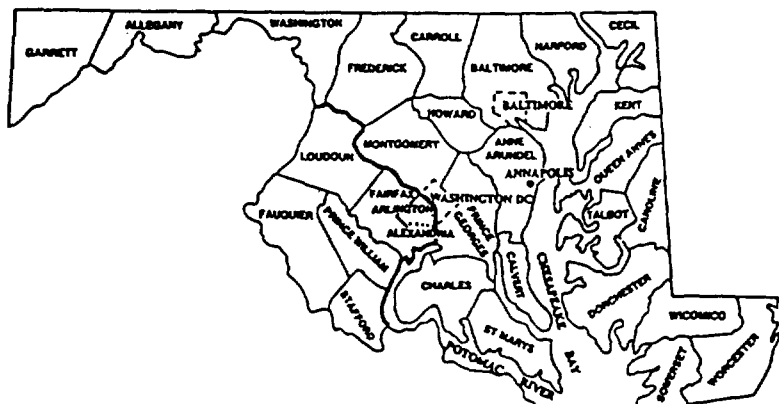 GARRETT
ALLEGANY
WASHINGTON
FREDERICK
CARROLL
BALTIMORE
HARFORD
CECIL
BALTIMORE
KENT
HOWARD
MONTGOMERY
LOUDOUN
ANNE
ARUNDEL
ANNAPOLIS
QUEEN ANNE'S
CAROLINE
TALBOT
FAIRFAX
WASHINGTON DC
ARLINGTON
ALEXANDRIA
PRINCE
GEORGES
FAUQUIER
PRINCE WILLIAM
STAFFORD
CHARLES
CALVERT
CHESAPEAKE
BAY
DORCHESTER
WICOMICO
ST MARYS
POTOMAC RIVER
SOMERSET
WORCESTER